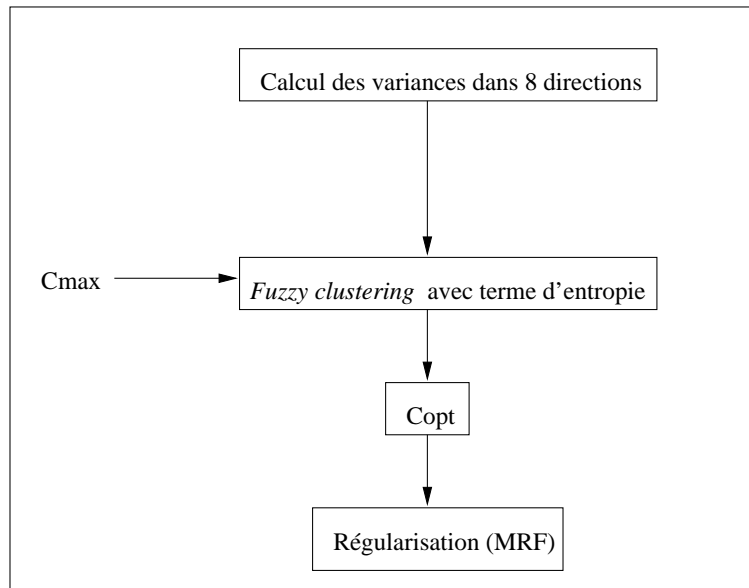 Calcul des variances dans 8 directions
Cmax
Fuzzy clustering avec terme d'entropie
Copt
Régularisation (MRF)